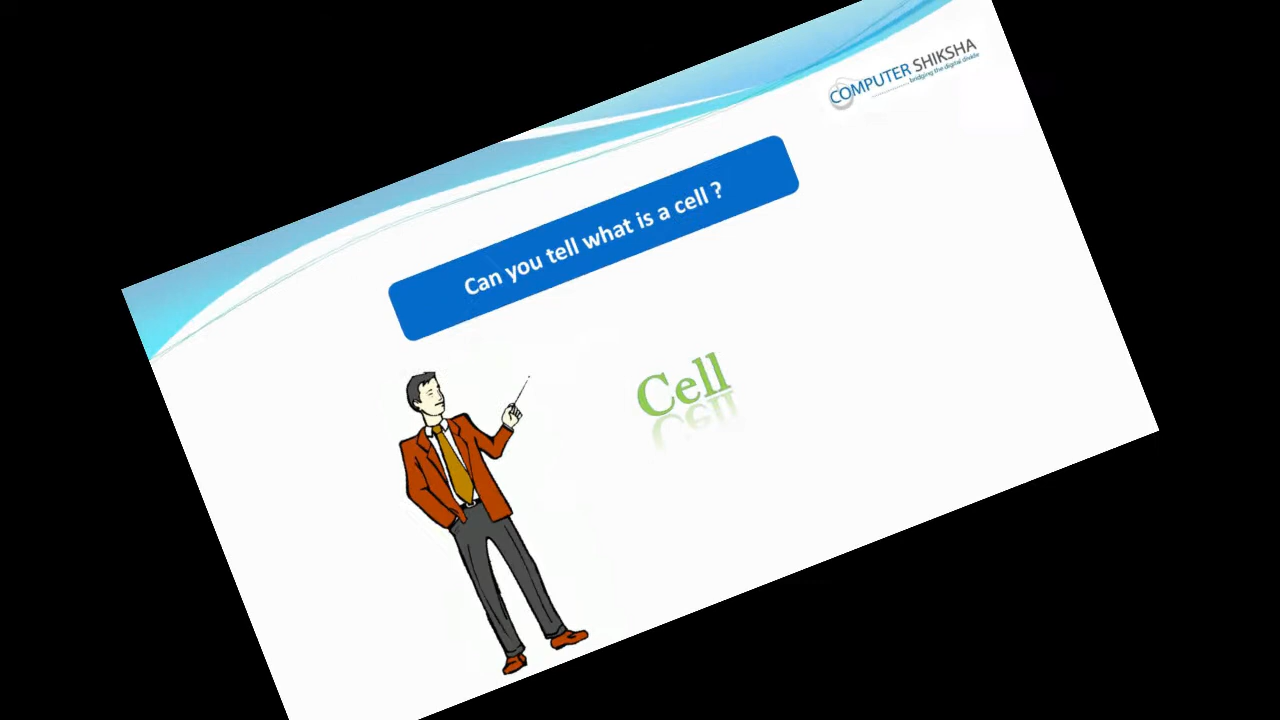 COMPUTER SHIKSHA
bridging the digital divide
Can you tell what is a cell ?
Cell